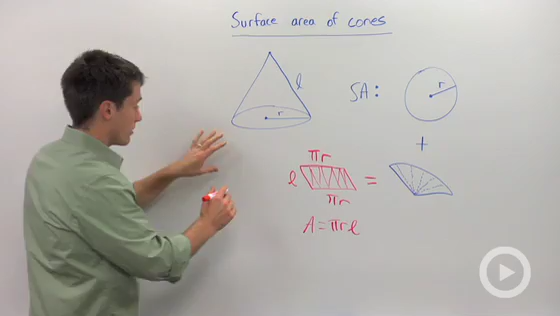 Surface area of cones
l
r
SA:
r
+
πr
l
=
πr
A = πrl